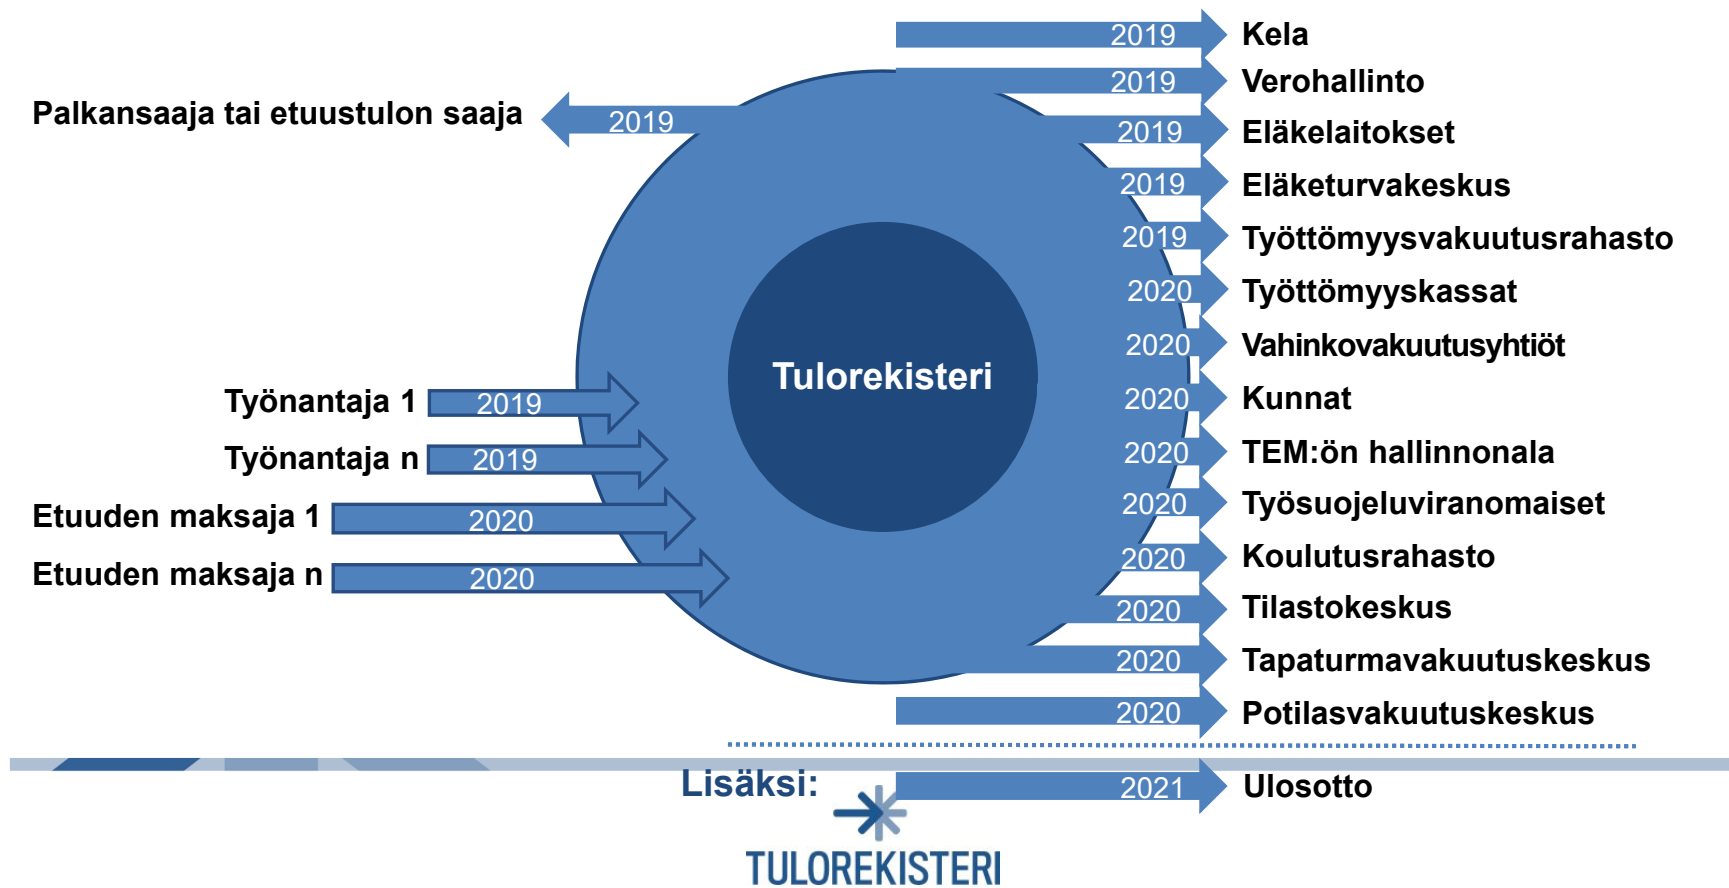 2019 Kela
2019 Verohallinto
Palkansaaja tai etuustulon saaja 2019
2019 Eläkelaitokset
2019 Eläketurvakeskus
2019 Työttömyysvakuutusrahasto
2020 Työttömyyskassat
2020 Vahinkovakuutusyhtiöt
Tulorekisteri
Työnantaja 1 2019
2020 Kunnat
Työnantaja n 2019
2020 TEM:ön hallinnonala
Etuuden maksaja 1 2020
2020 Työsuojeluviranomaiset
Etuuden maksaja n 2020
2020 Koulutusrahasto
2020 Tilastokeskus
2020 Tapaturmavakuutuskeskus
2020 Potilasvakuutuskeskus
Lisäksi: 2021 Ulosotto
TULOREKISTERI